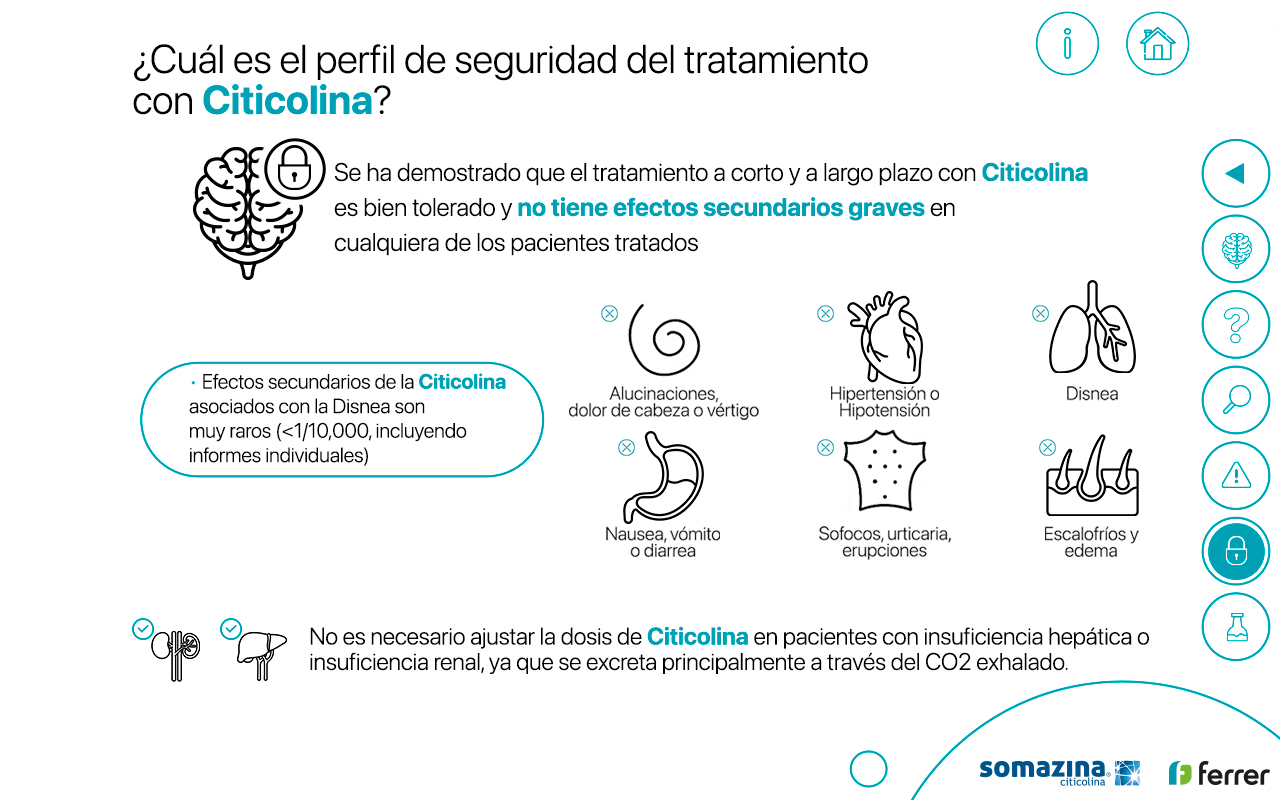 ¿Cuál es el perfil de seguridad del tratamiento
con Citicolina?
Se ha demostrado que el tratamiento a corto y a largo plazo con Citicolina
es bien tolerado y no tiene efectos secundarios graves en
cualquiera de los pacientes tratados
· Efectos secundarios de la Citicolina
asociados con la Disnea son
muy raros (<1/10,000, incluyendo
informes individuales)
Alucinaciones,
dolor de cabeza o vértigo
Hipertensión o
Hipotensión
Disnea
Nausea, vómito
o diarrea
Sofocos, urticaria,
erupciones
Escalofríos y
edema
No es necesario ajustar la dosis de Citicolina en pacientes con insuficiencia hepática o
insuficiencia renal, ya que se excreta principalmente a través del CO2 exhalado.
somazina®
citicolina
ferrer